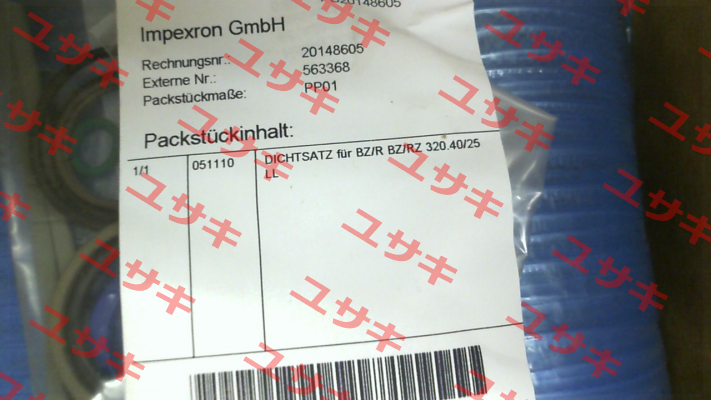 20148605
Impexron GmbH
Rechnungsnr.: 20148605
Externe Nr.: 563368
Packstückmaße: PP01
Packstückinhalt:
1/1 051110 DICHTSATZ für BZ/R BZ/RZ 320.40/25
LL
ユサキ